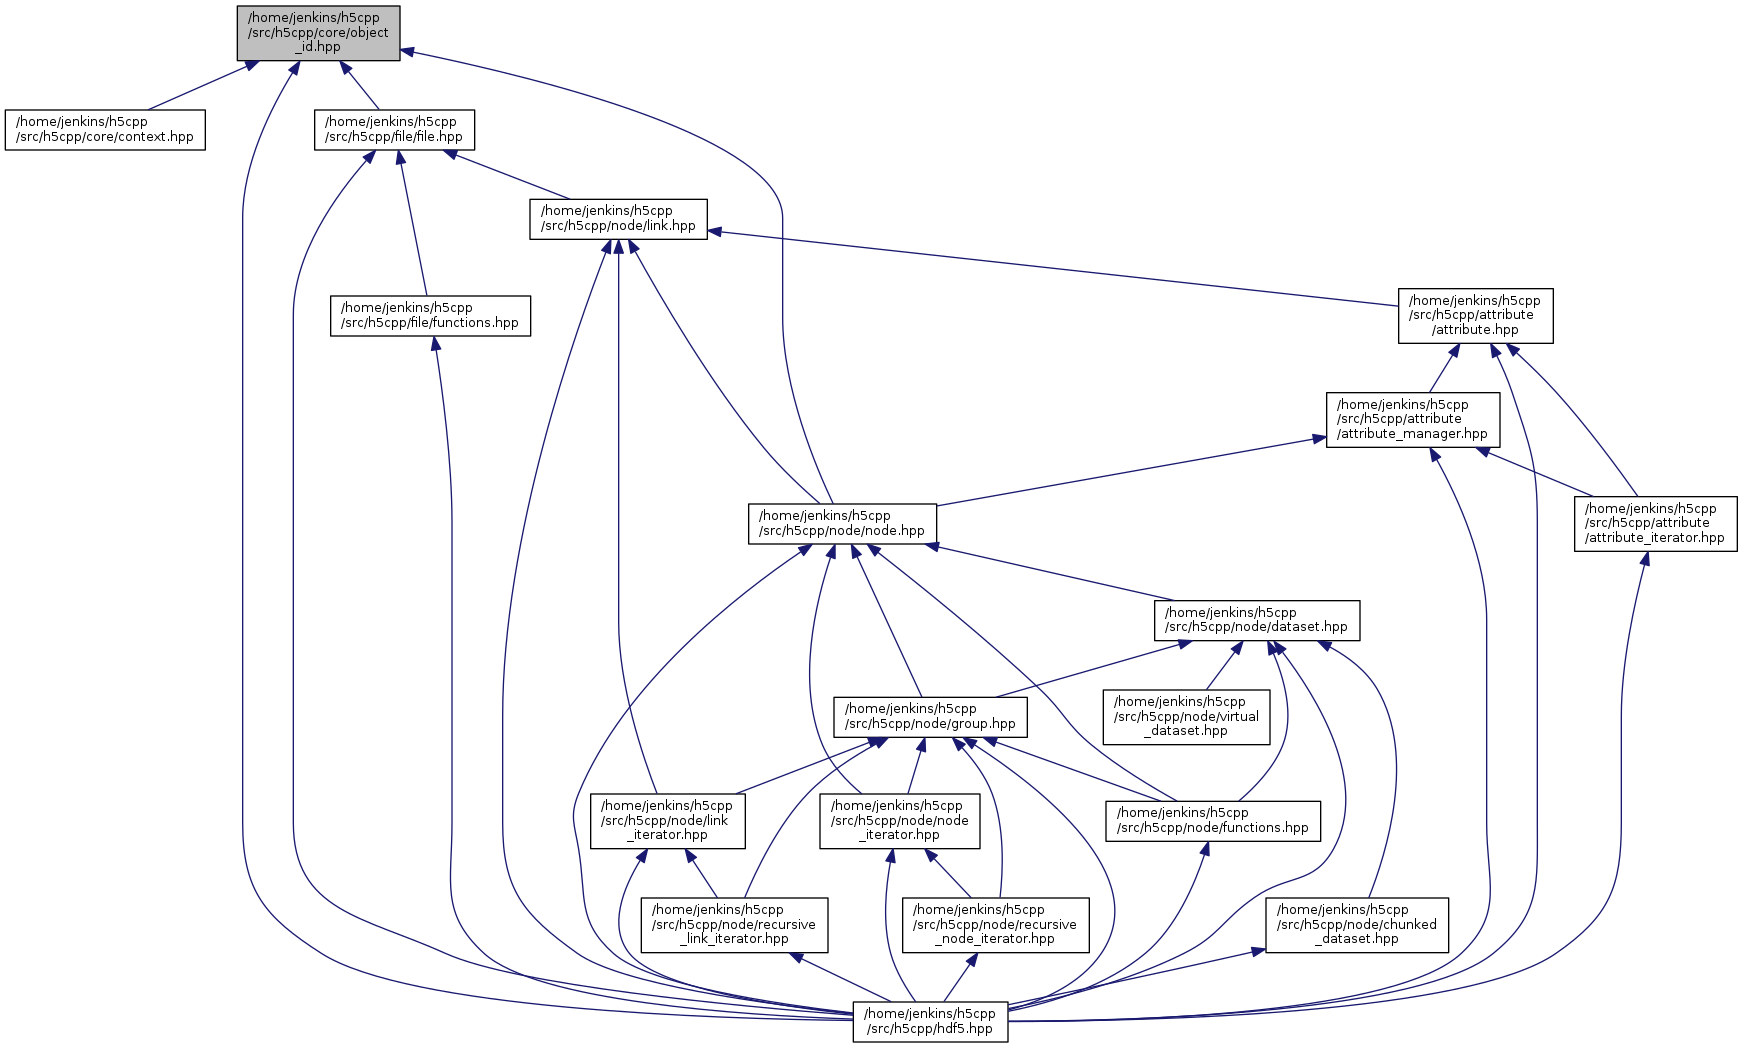 /home/jenkins/h5cpp
/src/h5cpp/core/object
_id.hpp
/home/jenkins/h5cpp
/src/h5cpp/core/context.hpp
/home/jenkins/h5cpp
/src/h5cpp/file/file.hpp
/home/jenkins/h5cpp
/src/h5cpp/node/link.hpp
/home/jenkins/h5cpp
/src/h5cpp/file/functions.hpp
/home/jenkins/h5cpp
/src/h5cpp/attribute
/attribute.hpp
/home/jenkins/h5cpp
/src/h5cpp/attribute
/attribute_manager.hpp
/home/jenkins/h5cpp
/src/h5cpp/node/node.hpp
/home/jenkins/h5cpp
/src/h5cpp/attribute
/attribute_iterator.hpp
/home/jenkins/h5cpp
/src/h5cpp/node/dataset.hpp
/home/jenkins/h5cpp
/src/h5cpp/node/group.hpp
/home/jenkins/h5cpp
/src/h5cpp/node/virtual
_dataset.hpp
/home/jenkins/h5cpp
/src/h5cpp/node/link
_iterator.hpp
/home/jenkins/h5cpp
/src/h5cpp/node/node
_iterator.hpp
/home/jenkins/h5cpp
/src/h5cpp/node/functions.hpp
/home/jenkins/h5cpp
/src/h5cpp/node/recursive
_link_iterator.hpp
/home/jenkins/h5cpp
/src/h5cpp/node/recursive
_node_iterator.hpp
/home/jenkins/h5cpp
/src/h5cpp/node/chunked
_dataset.hpp
/home/jenkins/h5cpp
/src/h5cpp/hdf5.hpp